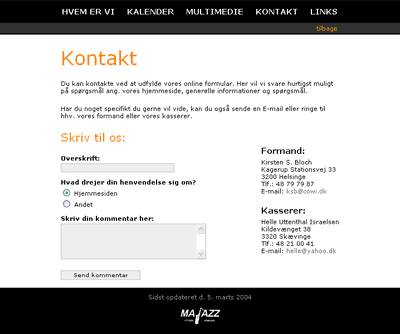 HVEM ER VI KALENDER MULTIMEDIE KONTAKT LINKS
tilbage
Kontakt
Du kan kontakte ved at udfylde vores online formular. Her vil vi svare hurtigst muligt
på spørgsmål ang. vores hjemmeside, generelle informationer og spørgsmål.
Har du noget specifikt du gerne vil vide, kan du også sende en E-mail eller ringe til
hhv. vores formand eller vores kasserer.
Skriv til os:
Overskrift:
Hvad drejer din henvendelse sig om?
Hjemmesiden
Andet
Skriv din kommentar her:
Send kommentar
Formand:
Kirsten S. Bloch
Kagerup Stationsvej 33
3200 Helsinge
Tlf.: 48 79 79 87
E-mail: ksb@cowi.dk
Kasserer:
Helle Uttenthal Israelsen
Kildevænget 38
3320 Skævinge
Tlf.: 48 21 00 41
E-mail: helle@yahoo.dk
Sidst opdateret d. 5. marts 2004
MAJAZZ